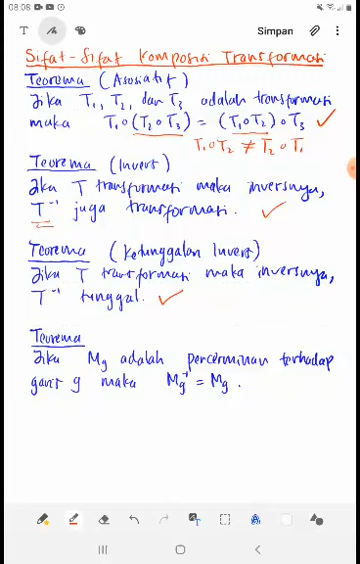 08.08
T
Simpan
Sifat-Sifat Komposisi Transformasi
Teorema (Asosiatif)
Jika T₁, T₂, dan T₃ adalah transformasi
maka T₁∘(T₂∘T₃) = (T₁∘T₂)∘T₃
T₁∘T₂ ≠ T₂∘T₁
Teorema (Invers)
Jika T transformasi maka inversnya,
T⁻¹ juga transformasi.
Teorema (Ketunggalan Invers)
Jika T transformasi maka inversnya,
T⁻¹ tunggal.
Teorema
Jika Mg adalah pencerminan terhadap
garis g maka Mg⁻¹ = Mg.